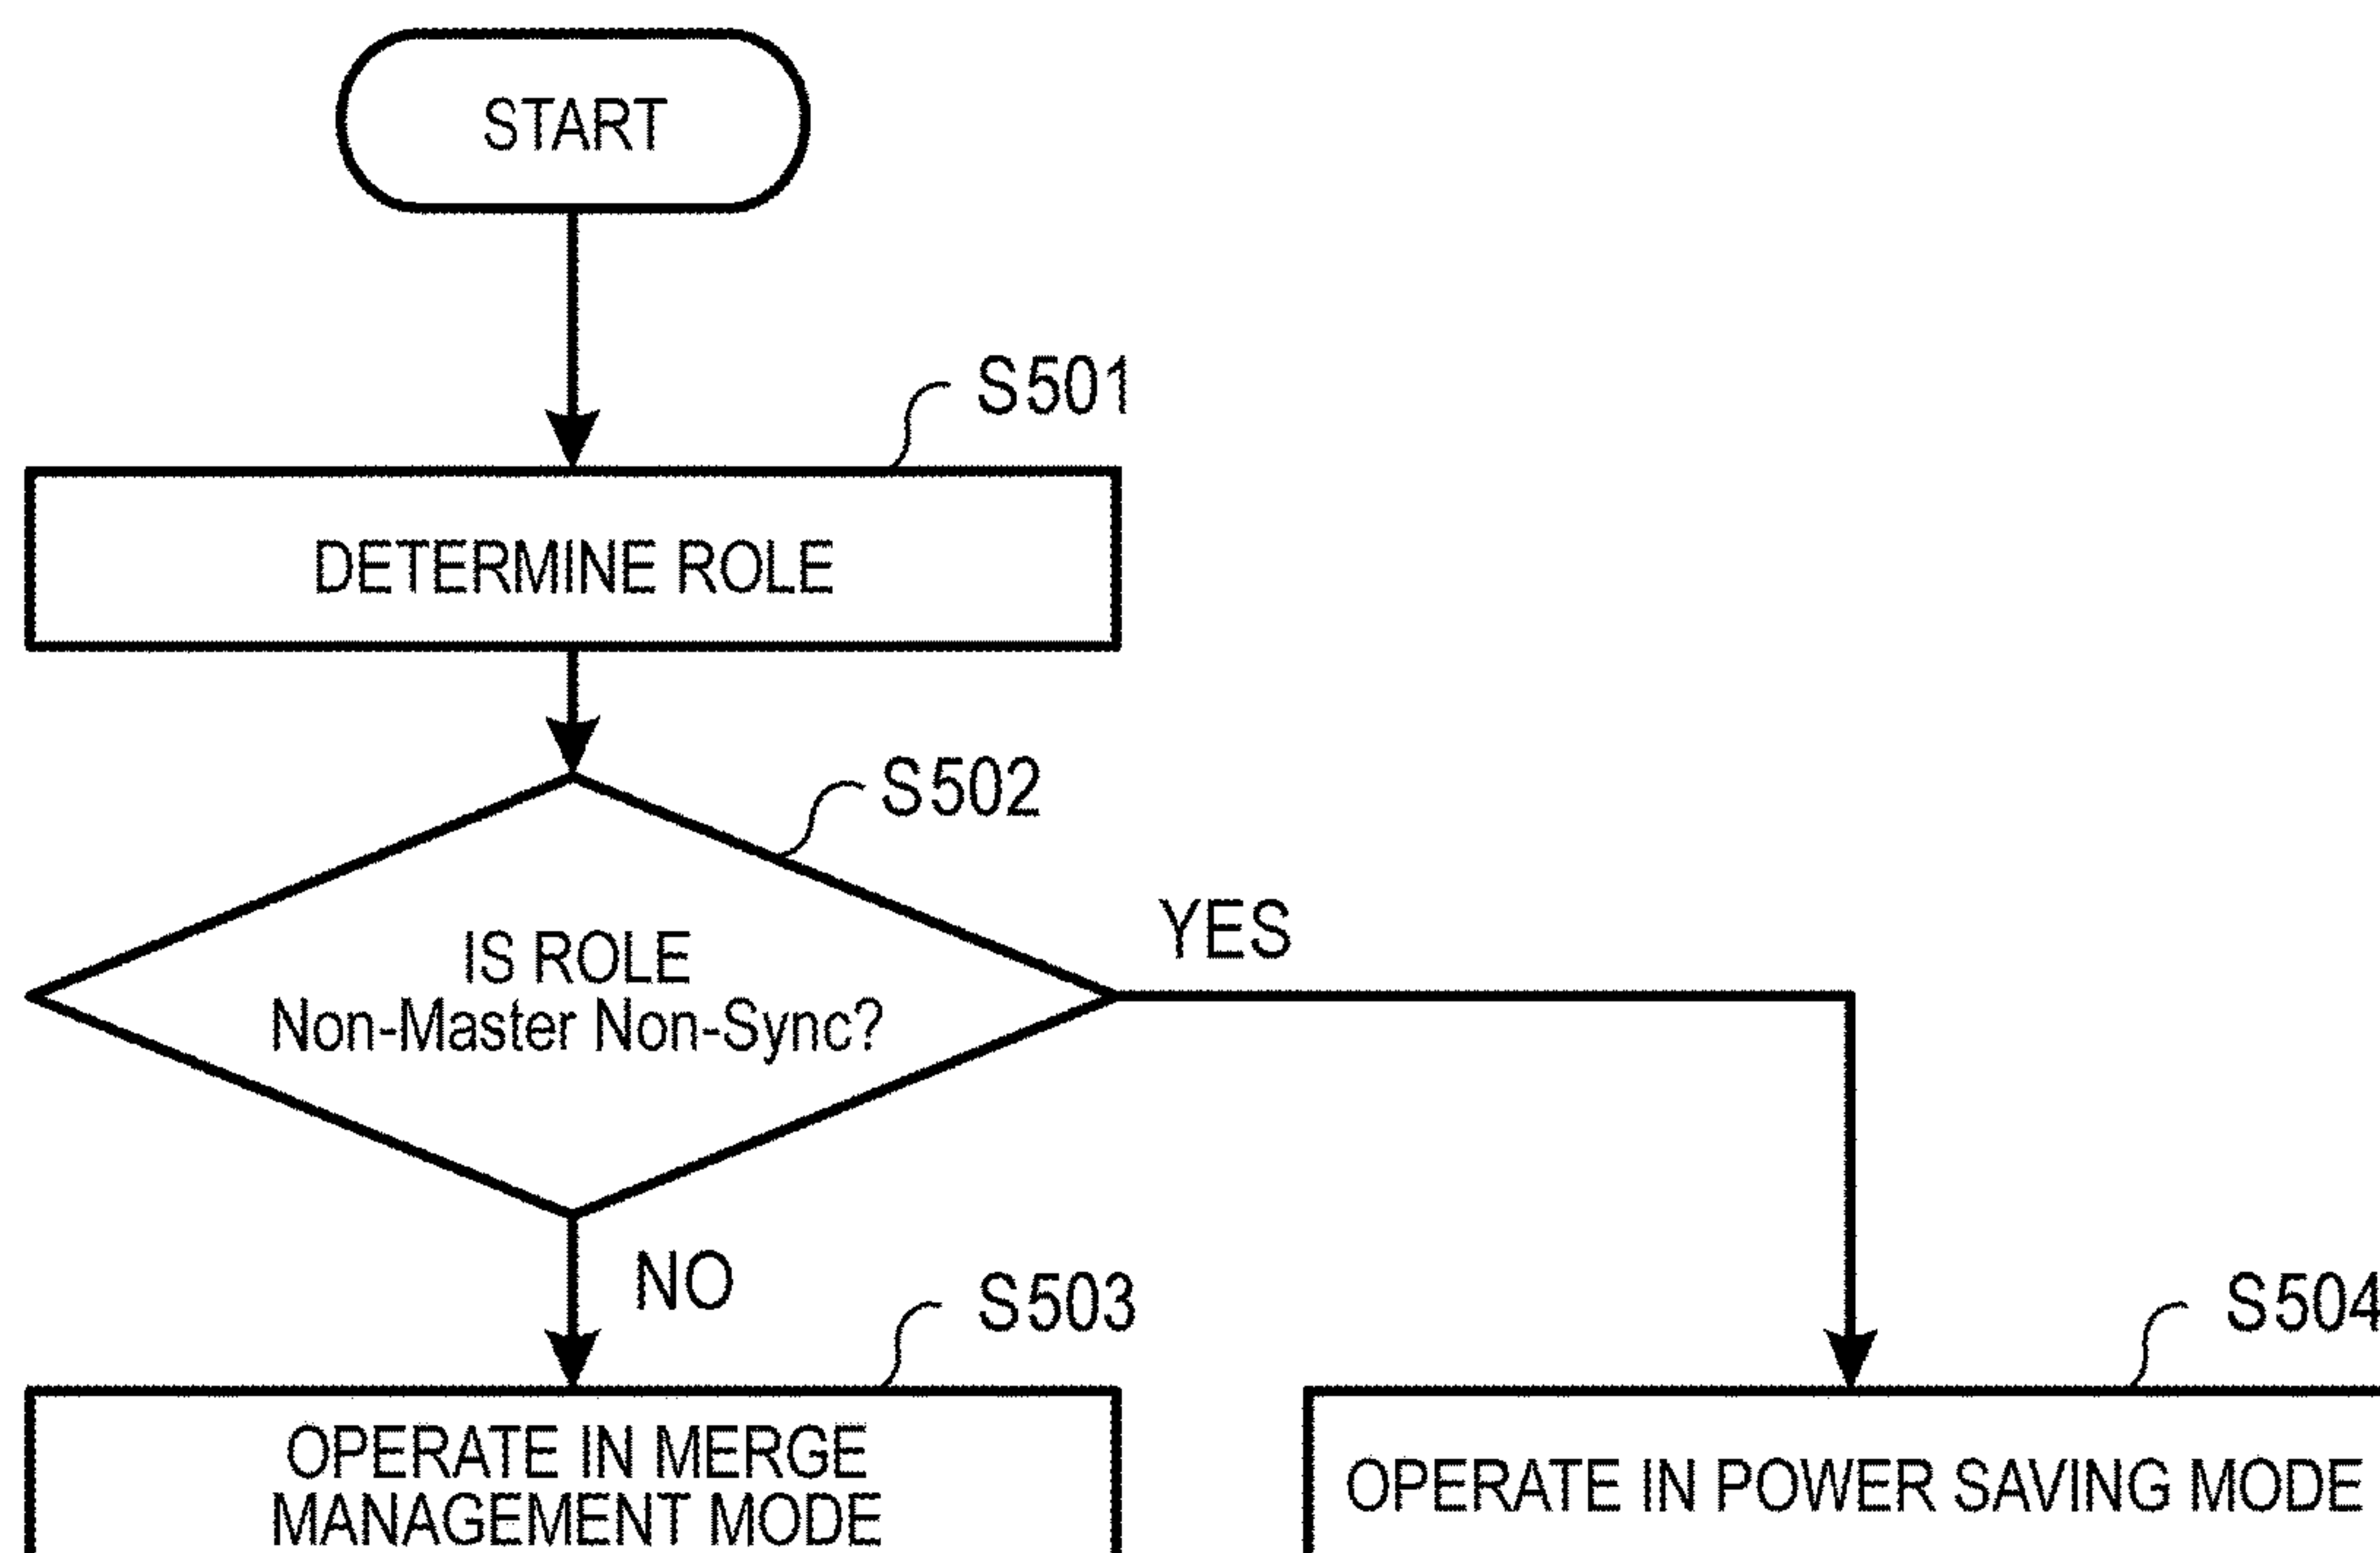 START
S501
DETERMINE ROLE
S502
IS ROLE
Non-Master Non-Sync?
YES
NO
S503
S504
OPERATE IN MERGE
MANAGEMENT MODE
OPERATE IN POWER SAVING MODE